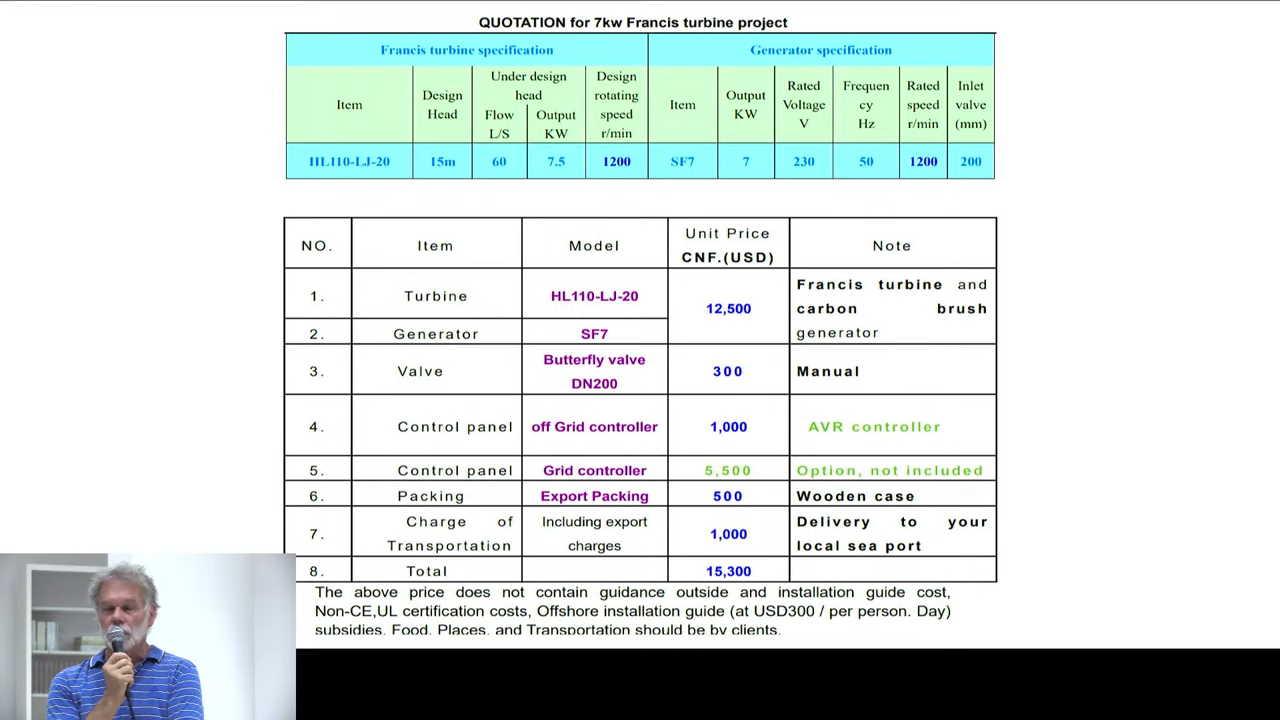 QUOTATION for 7kw Francis turbine project
Francis turbine specification Generator specification
Item Design Head Under design head Design rotating speed r/min Item Output KW Rated Voltage V Frequen cy Hz Rated speed r/min Inlet valve (mm)
Flow L/S Output KW
HL110-LJ-20 15m 60 7.5 1200 SF7 7 230 50 1200 200
NO. Item Model Unit Price CNF.(USD) Note
1. Turbine HL110-LJ-20 12,500 Francis turbine and carbon brush generator
2. Generator SF7
3. Valve Butterfly valve DN200 300 Manual
4. Control panel off Grid controller 1,000 AVR controller
5. Control panel Grid controller 5,500 Option, not included
6. Packing Export Packing 500 Wooden case
7. Charge of Transportation Including export charges 1,000 Delivery to your local sea port
8. Total 15,300
The above price does not contain guidance outside and installation guide cost,
Non-CE,UL certification costs, Offshore installation guide (at USD300 / per person. Day)
subsidies, Food, Places, and Transportation should be by clients.